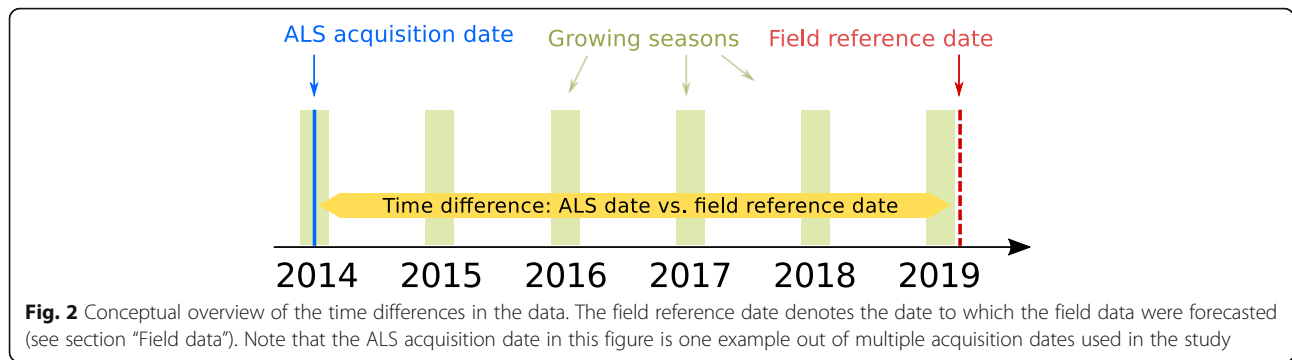 ALS acquisition date
Growing seasons
Field reference date
Time difference: ALS date vs. field reference date
2014 2015 2016 2017 2018 2019
Fig. 2 Conceptual overview of the time differences in the data. The field reference date denotes the date to which the field data were forecasted
(see section “Field data”). Note that the ALS acquisition date in this figure is one example out of multiple acquisition dates used in the study